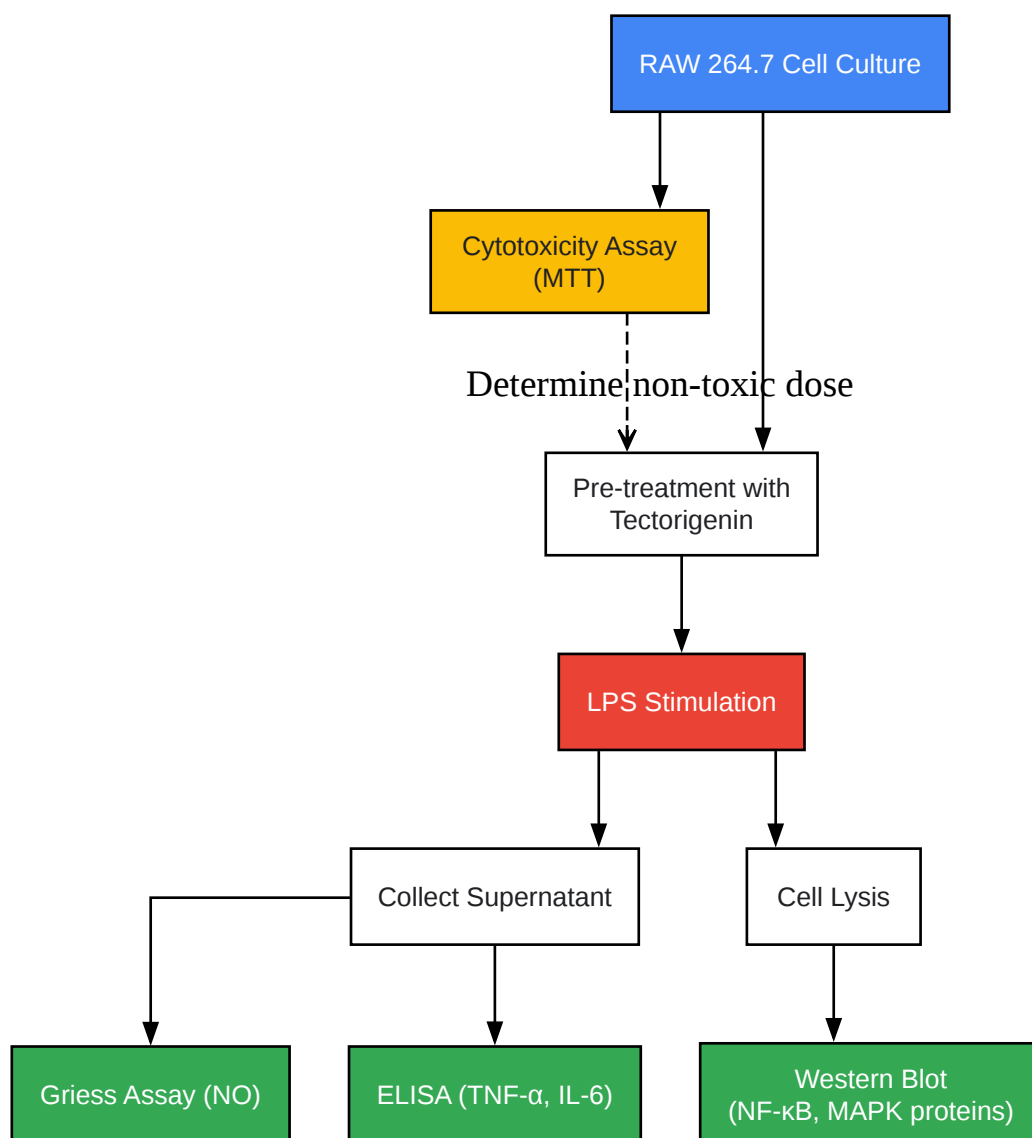 RAW 264.7 Cell Culture
Cytotoxicity Assay
(MTT)
Determine non-toxic dose
Pre-treatment with
Tectorigenin
LPS Stimulation
Collect Supernatant
Cell Lysis
Griess Assay (NO)
ELISA (TNF-α, IL-6)
Western Blot
(NF-κB, MAPK proteins)